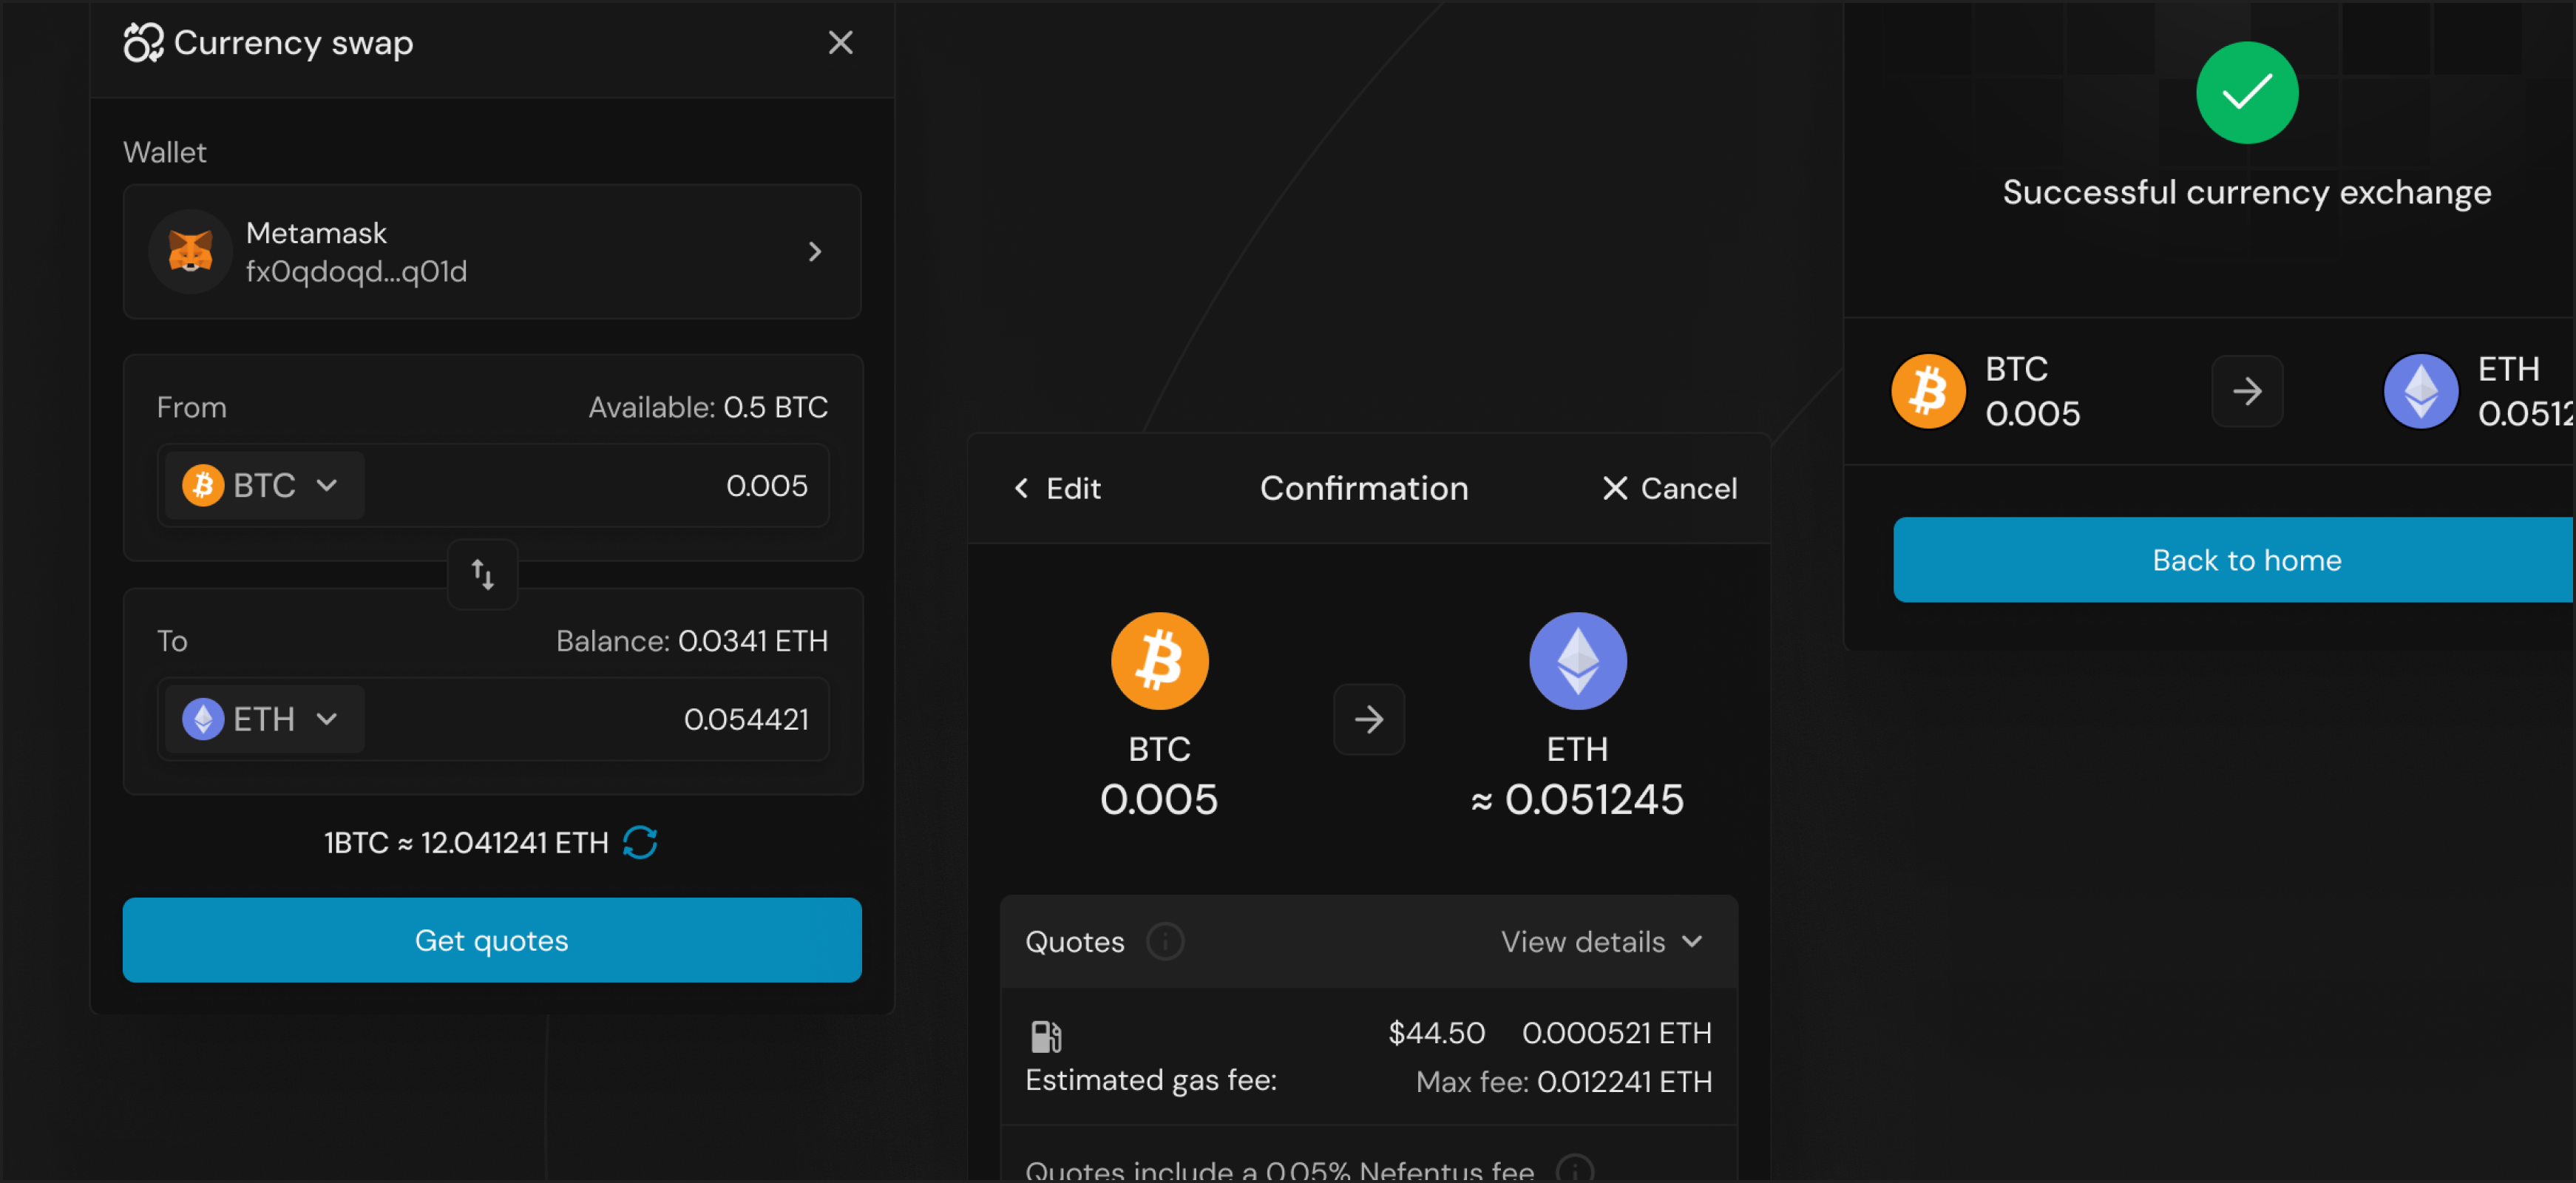 Currency swap
Wallet
Metamask
fx0qdoqd...q01d
From
Available: 0.5 BTC
BTC
0.005
To
Balance: 0.0341 ETH
ETH
0.054421
1BTC ≈ 12.041241 ETH
Get quotes
Edit
Confirmation
Cancel
BTC
0.005
ETH
≈ 0.051245
Quotes
View details
$44.50 0.000521 ETH
Estimated gas fee:
Max fee: 0.012241 ETH
Quotes include a 0.05% Nefentus fee
Successful currency exchange
BTC
0.005
ETH
0.0512
Back to home